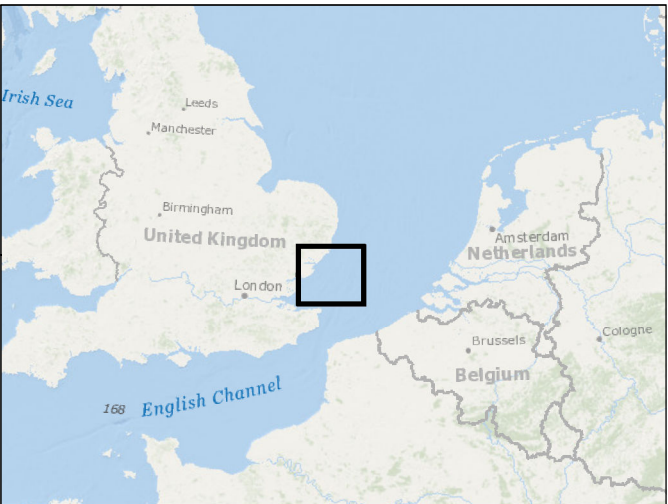 Irish Sea
Leeds
Manchester
Birmingham
United Kingdom
Amsterdam
Netherlands
London
Cologne
Brussels
Belgium
168
English Channel